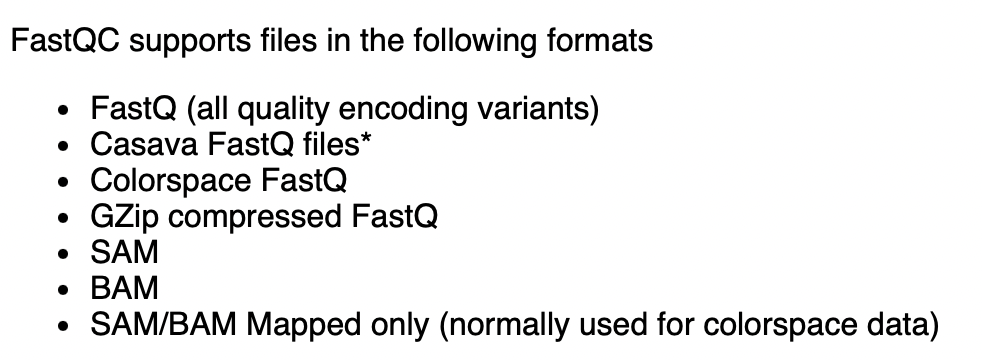 FastQC supports files in the following formats
• FastQ (all quality encoding variants)
• Casava FastQ files*
• Colorspace FastQ
• GZip compressed FastQ
• SAM
• BAM
• SAM/BAM Mapped only (normally used for colorspace data)